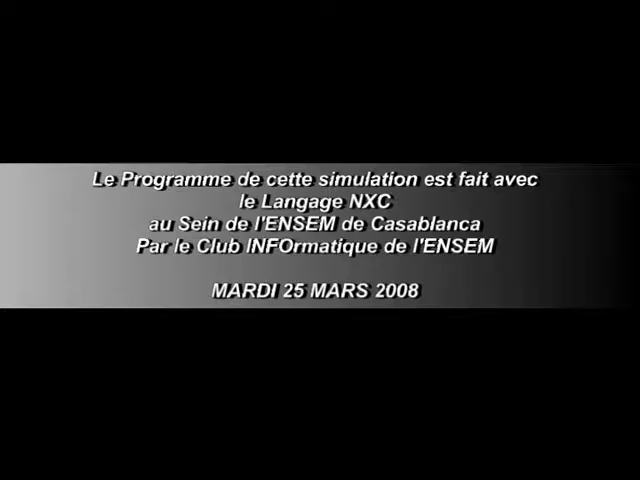 Le Programme de cette simulation est fait avec
le Langage NXC
au Sein de l'ENSEM de Casablanca
Par le Club INFOrmatique de l'ENSEM
MARDI 25 MARS 2008